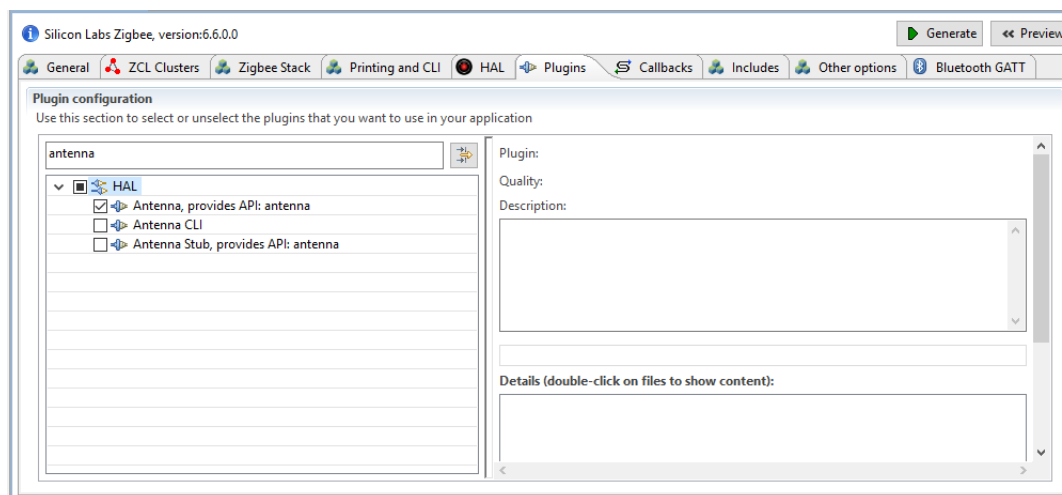 Silicon Labs Zigbee, version:6.6.0.0
Generate
Preview
General
ZCL Clusters
Zigbee Stack
Printing and CLI
HAL
Plugins
Callbacks
Includes
Other options
Bluetooth GATT
Plugin configuration
Use this section to select or unselect the plugins that you want to use in your application
antenna
Plugin:
HAL
Quality:
Antenna, provides API: antenna
Description:
Antenna CLI
Antenna Stub, provides API: antenna
Details (double-click on files to show content):